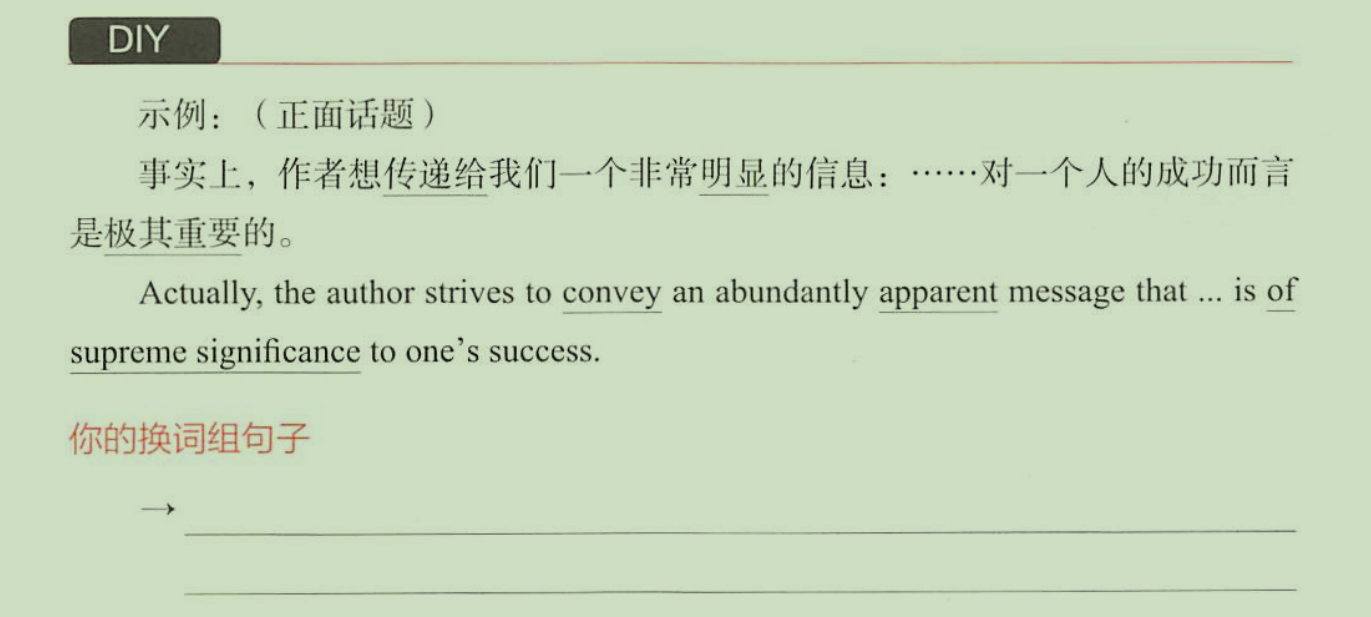 DIY
示例：（正面话题）
事实上，作者想传递给我们一个非常明显的信息：……对一个人的成功而言
是极其重要的。
Actually, the author strives to convey an abundantly apparent message that ... is of
supreme significance to one’s success.
你的换词组句子
→